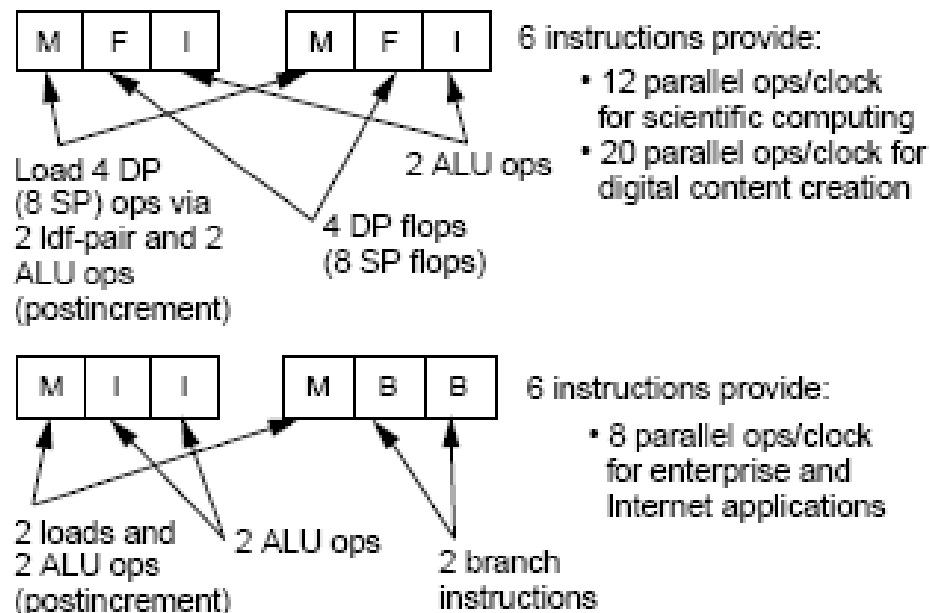 M F I M F I
6 instructions provide:
• 12 parallel ops/clock
for scientific computing
• 20 parallel ops/clock for
digital content creation
Load 4 DP
(8 SP) ops via
2 ldf-pair and 2
ALU ops
(postincrement)
4 DP flops
(8 SP flops)
2 ALU ops
M I I M B B
6 instructions provide:
• 8 parallel ops/clock
for enterprise and
Internet applications
2 loads and
2 ALU ops
(postincrement)
2 ALU ops
2 branch
instructions